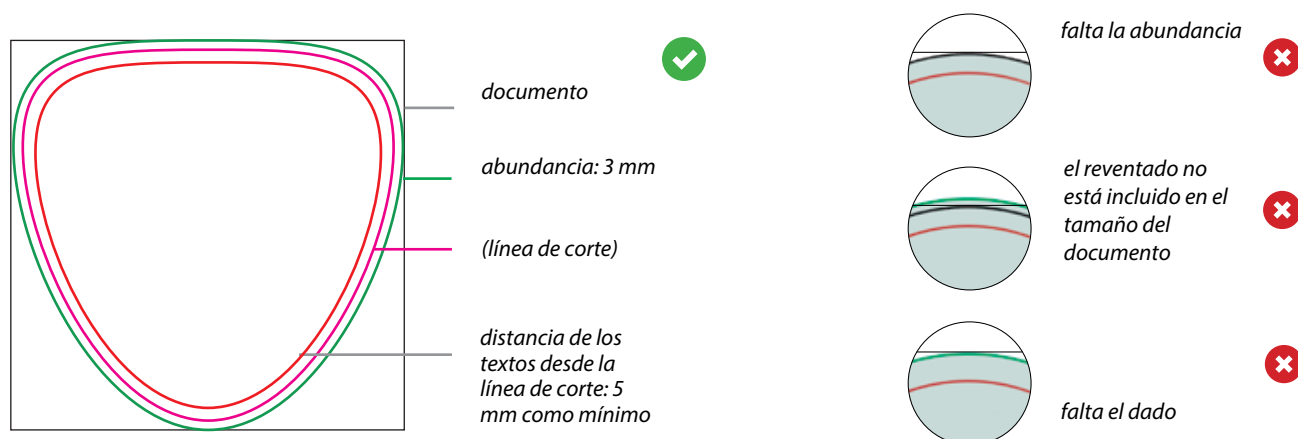 documento
abundancia: 3 mm
(línea de corte)
distancia de los
textos desde la
línea de corte: 5
mm como mínimo
falta la abundancia
el reventado no
está incluido en el
tamaño del
documento
falta el dado